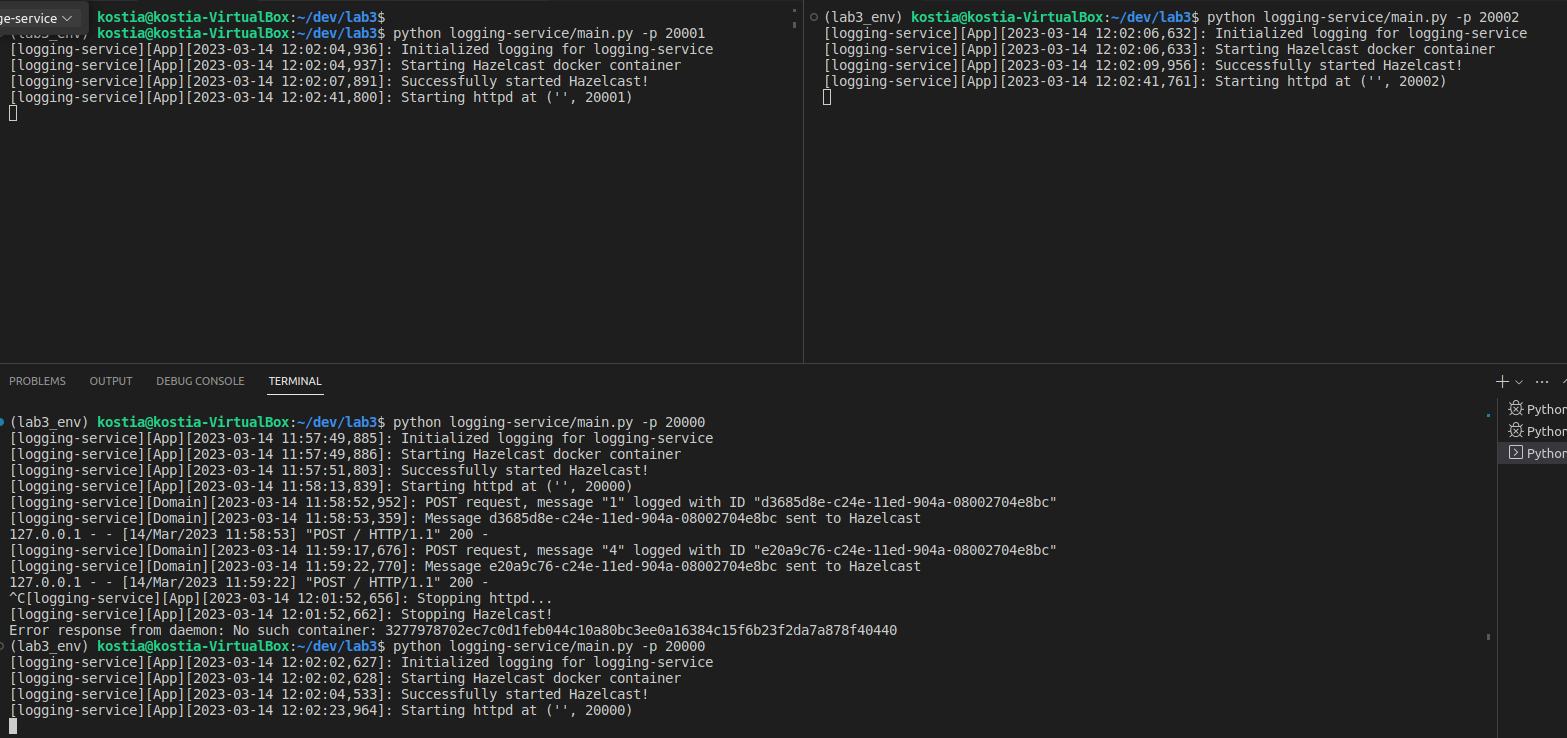 ge-service
kostia@kostia-VirtualBox:~/dev/lab3$
(lab3_env) kostia@kostia-VirtualBox:~/dev/lab3$ python logging-service/main.py -p 20001
[logging-service][App][2023-03-14 12:02:04,936]: Initialized logging for logging-service
[logging-service][App][2023-03-14 12:02:04,937]: Starting Hazelcast docker container
[logging-service][App][2023-03-14 12:02:07,891]: Successfully started Hazelcast!
[logging-service][App][2023-03-14 12:02:41,800]: Starting httpd at ('', 20001)
(lab3_env) kostia@kostia-VirtualBox:~/dev/lab3$ python logging-service/main.py -p 20002
[logging-service][App][2023-03-14 12:02:06,632]: Initialized logging for logging-service
[logging-service][App][2023-03-14 12:02:06,633]: Starting Hazelcast docker container
[logging-service][App][2023-03-14 12:02:09,956]: Successfully started Hazelcast!
[logging-service][App][2023-03-14 12:02:41,761]: Starting httpd at ('', 20002)
PROBLEMS OUTPUT DEBUG CONSOLE TERMINAL
(lab3_env) kostia@kostia-VirtualBox:~/dev/lab3$ python logging-service/main.py -p 20000
[logging-service][App][2023-03-14 11:57:49,885]: Initialized logging for logging-service
[logging-service][App][2023-03-14 11:57:49,886]: Starting Hazelcast docker container
[logging-service][App][2023-03-14 11:57:51,803]: Successfully started Hazelcast!
[logging-service][App][2023-03-14 11:58:13,839]: Starting httpd at ('', 20000)
[logging-service][Domain][2023-03-14 11:58:52,952]: POST request, message "1" logged with ID "d3685d8e-c24e-11ed-904a-08002704e8bc"
[logging-service][Domain][2023-03-14 11:58:53,359]: Message d3685d8e-c24e-11ed-904a-08002704e8bc sent to Hazelcast
127.0.0.1 - - [14/Mar/2023 11:58:53] "POST / HTTP/1.1" 200 -
[logging-service][Domain][2023-03-14 11:59:17,676]: POST request, message "4" logged with ID "e20a9c76-c24e-11ed-904a-08002704e8bc"
[logging-service][Domain][2023-03-14 11:59:22,770]: Message e20a9c76-c24e-11ed-904a-08002704e8bc sent to Hazelcast
127.0.0.1 - - [14/Mar/2023 11:59:22] "POST / HTTP/1.1" 200 -
^C[logging-service][App][2023-03-14 12:01:52,656]: Stopping httpd...
[logging-service][App][2023-03-14 12:01:52,662]: Stopping Hazelcast!
Error response from daemon: No such container: 3277978702ec7c0d1feb044c10a80bc3ee0a16384c15f6b23f2da7a878f40440
(lab3_env) kostia@kostia-VirtualBox:~/dev/lab3$ python logging-service/main.py -p 20000
[logging-service][App][2023-03-14 12:02:02,627]: Initialized logging for logging-service
[logging-service][App][2023-03-14 12:02:02,628]: Starting Hazelcast docker container
[logging-service][App][2023-03-14 12:02:04,533]: Successfully started Hazelcast!
[logging-service][App][2023-03-14 12:02:23,964]: Starting httpd at ('', 20000)
Python
Python
Python